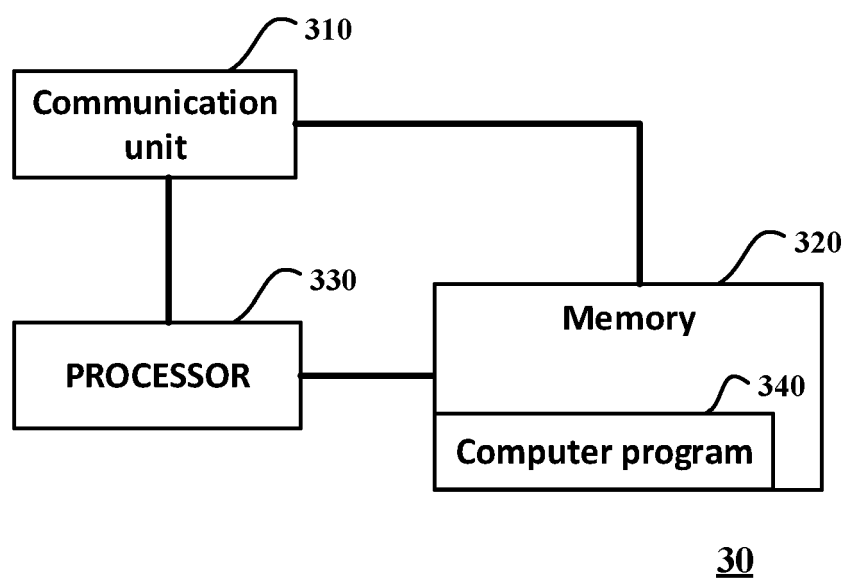 310
Communication
unit
320
330
Memory
PROCESSOR
340
Computer program
30